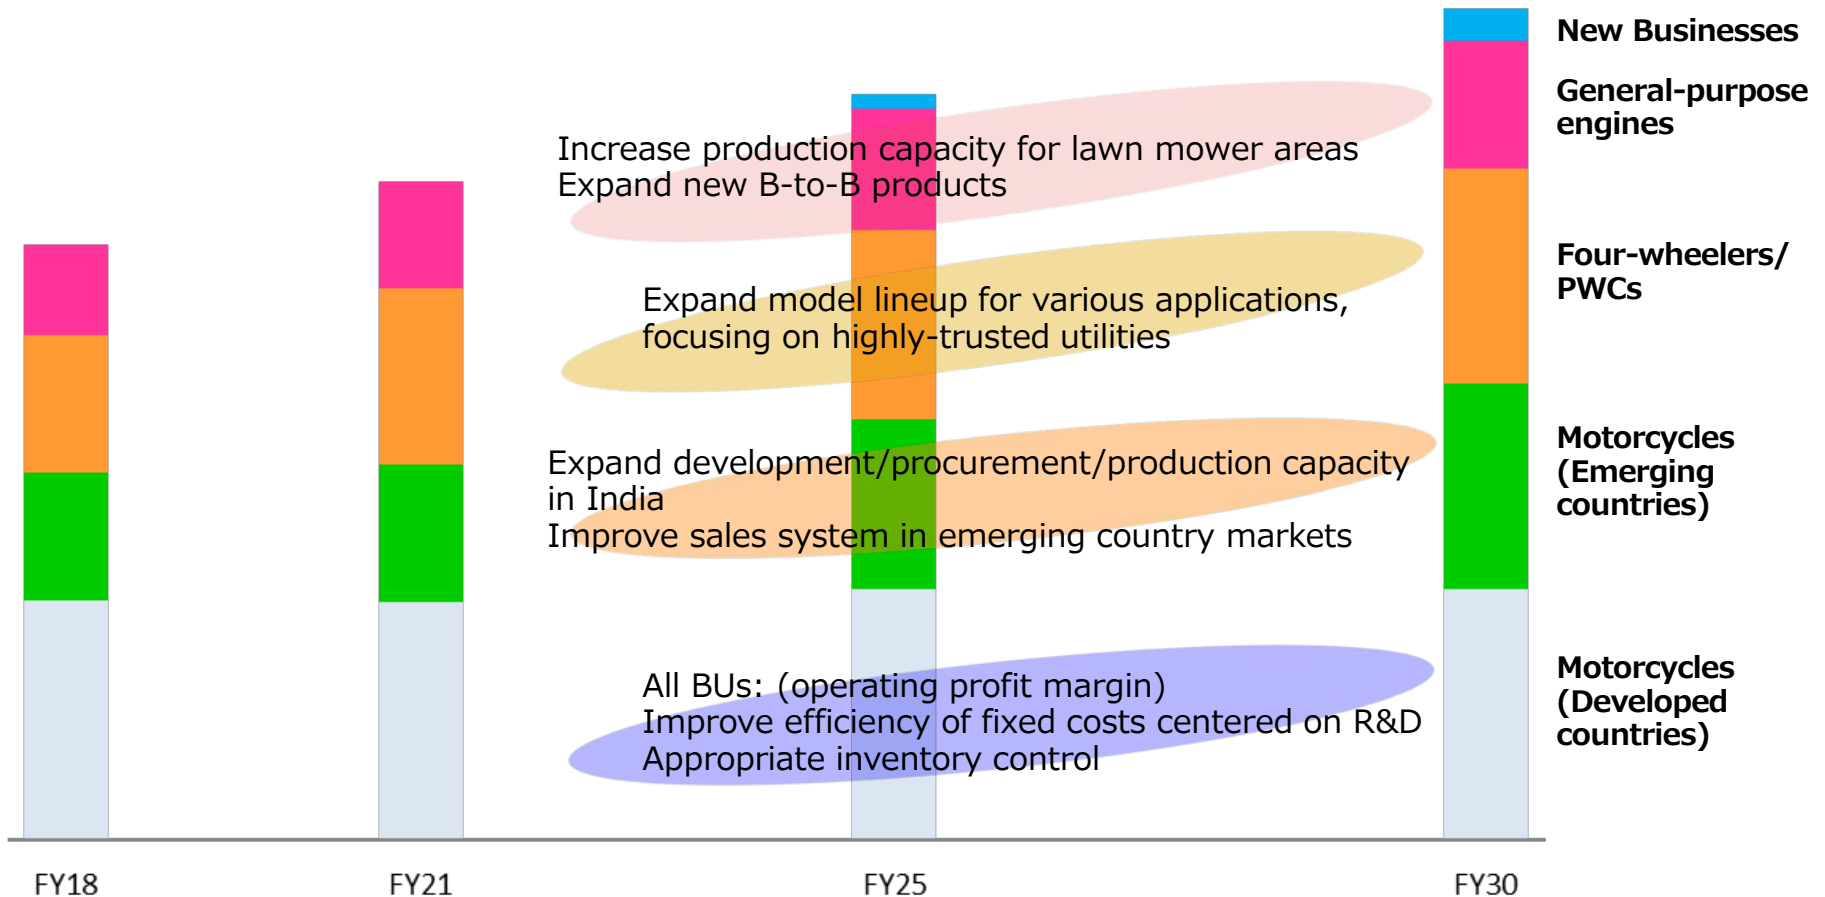 New Businesses
General-purpose
engines
Increase production capacity for lawn mower areas
Expand new B-to-B products
Four-wheelers/
PWCs
Expand model lineup for various applications,
focusing on highly-trusted utilities
Motorcycles
(Emerging
countries)
Expand development/procurement/production capacity
in India
Improve sales system in emerging country markets
Motorcycles
(Developed
countries)
All BUs: (operating profit margin)
Improve efficiency of fixed costs centered on R&D
Appropriate inventory control
FY18
FY21
FY25
FY30